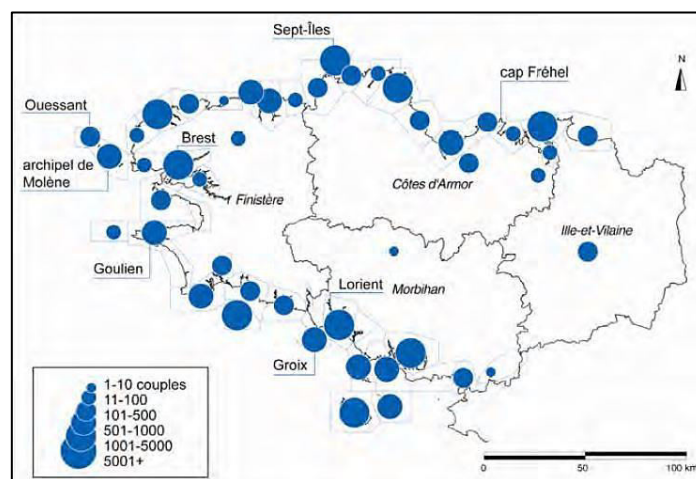 Sept-Îles
cap Fréhel
N
Ouessant
Brest
archipel de
Molène
Finistère
Côtes d'Armor
Ille-et-Vilaine
Goulien
Lorient
Morbihan
Groix
1-10 couples
11-100
101-500
501-1000
1001-5000
5001+
0 50 100 km